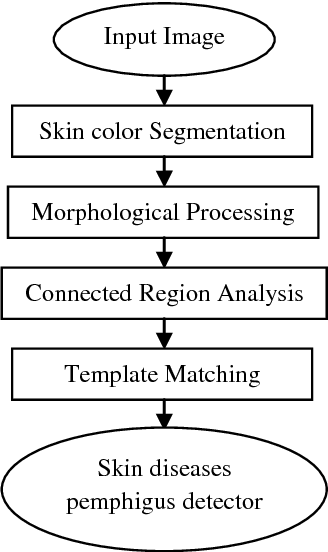 Input Image
Skin color Segmentation
Morphological Processing
Connected Region Analysis
Template Matching
Skin diseases
pemphigus detector